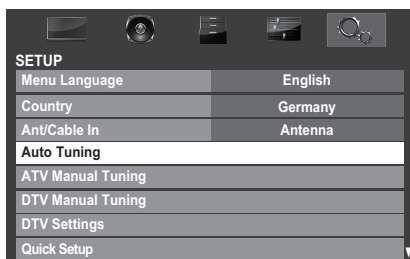 SETUP
Menu Language English
Country Germany
Ant/Cable In Antenna
Auto Tuning
ATV Manual Tuning
DTV Manual Tuning
DTV Settings
Quick Setup